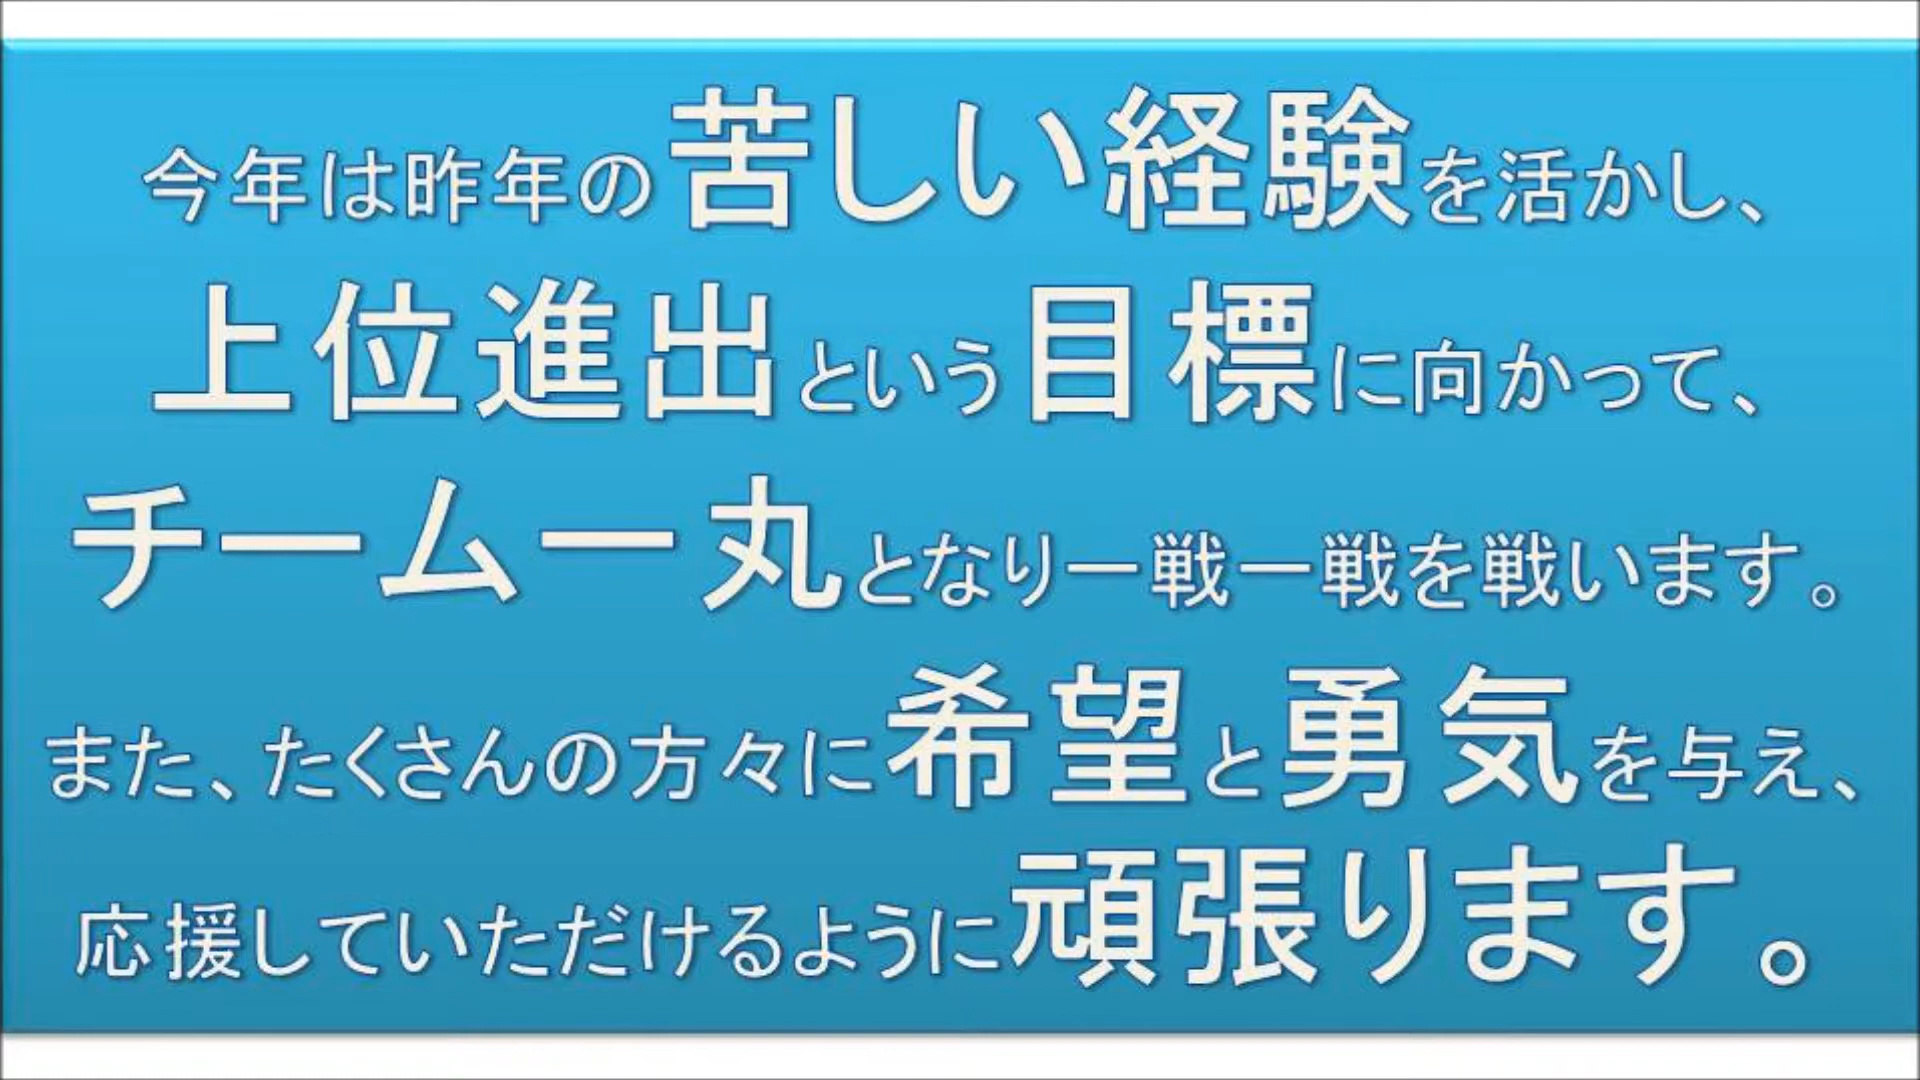 今年は昨年の苦しい経験を活かし、
上位進出という目標に向かって、
チーム一丸となり一戦一戦を戦います。
また、たくさんの方々に希望と勇気を与え、
応援していただけるように頑張ります。